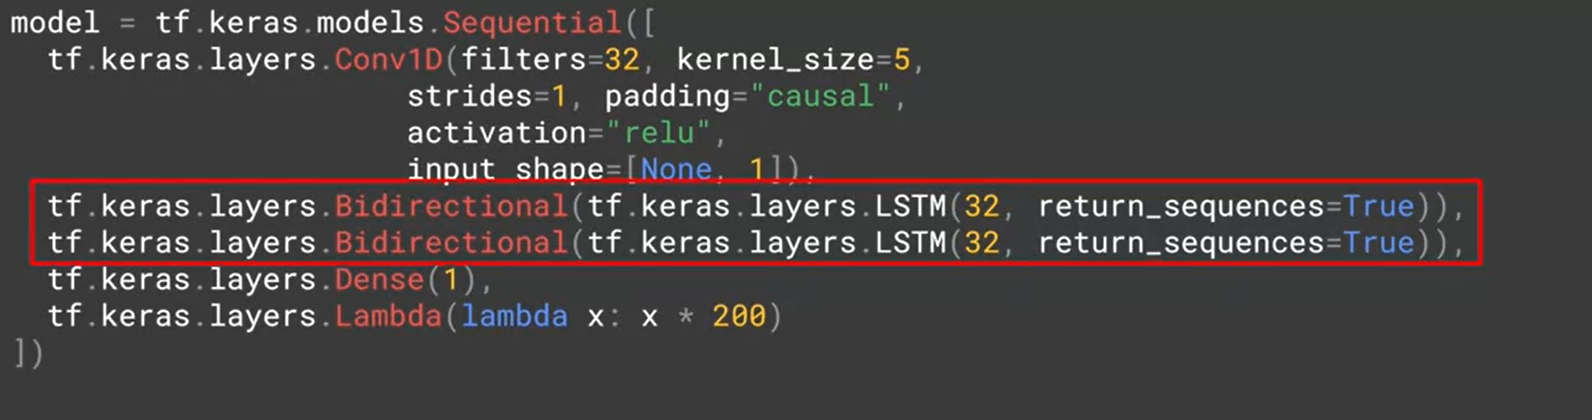 model = tf.keras.models.Sequential([
  tf.keras.layers.Conv1D(filters=32, kernel_size=5,
                      strides=1, padding="causal",
                      activation="relu",
                      input_shape=[None, 1]),
  tf.keras.layers.Bidirectional(tf.keras.layers.LSTM(32, return_sequences=True)),
  tf.keras.layers.Bidirectional(tf.keras.layers.LSTM(32, return_sequences=True)),
  tf.keras.layers.Dense(1),
  tf.keras.layers.Lambda(lambda x: x * 200)
])